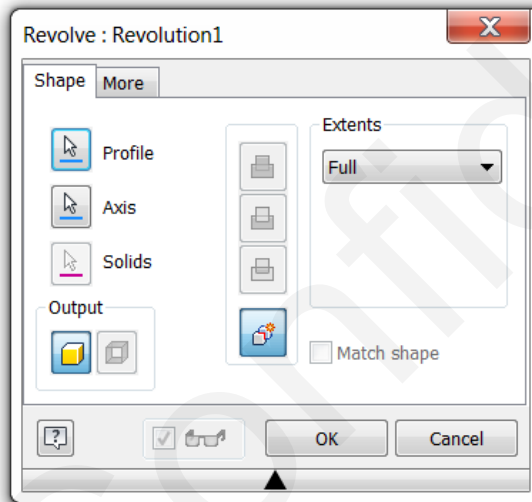 Revolve : Revolution1
Shape
More
Profile
Axis
Solids
Output
Extents
Full
Match shape
OK
Cancel